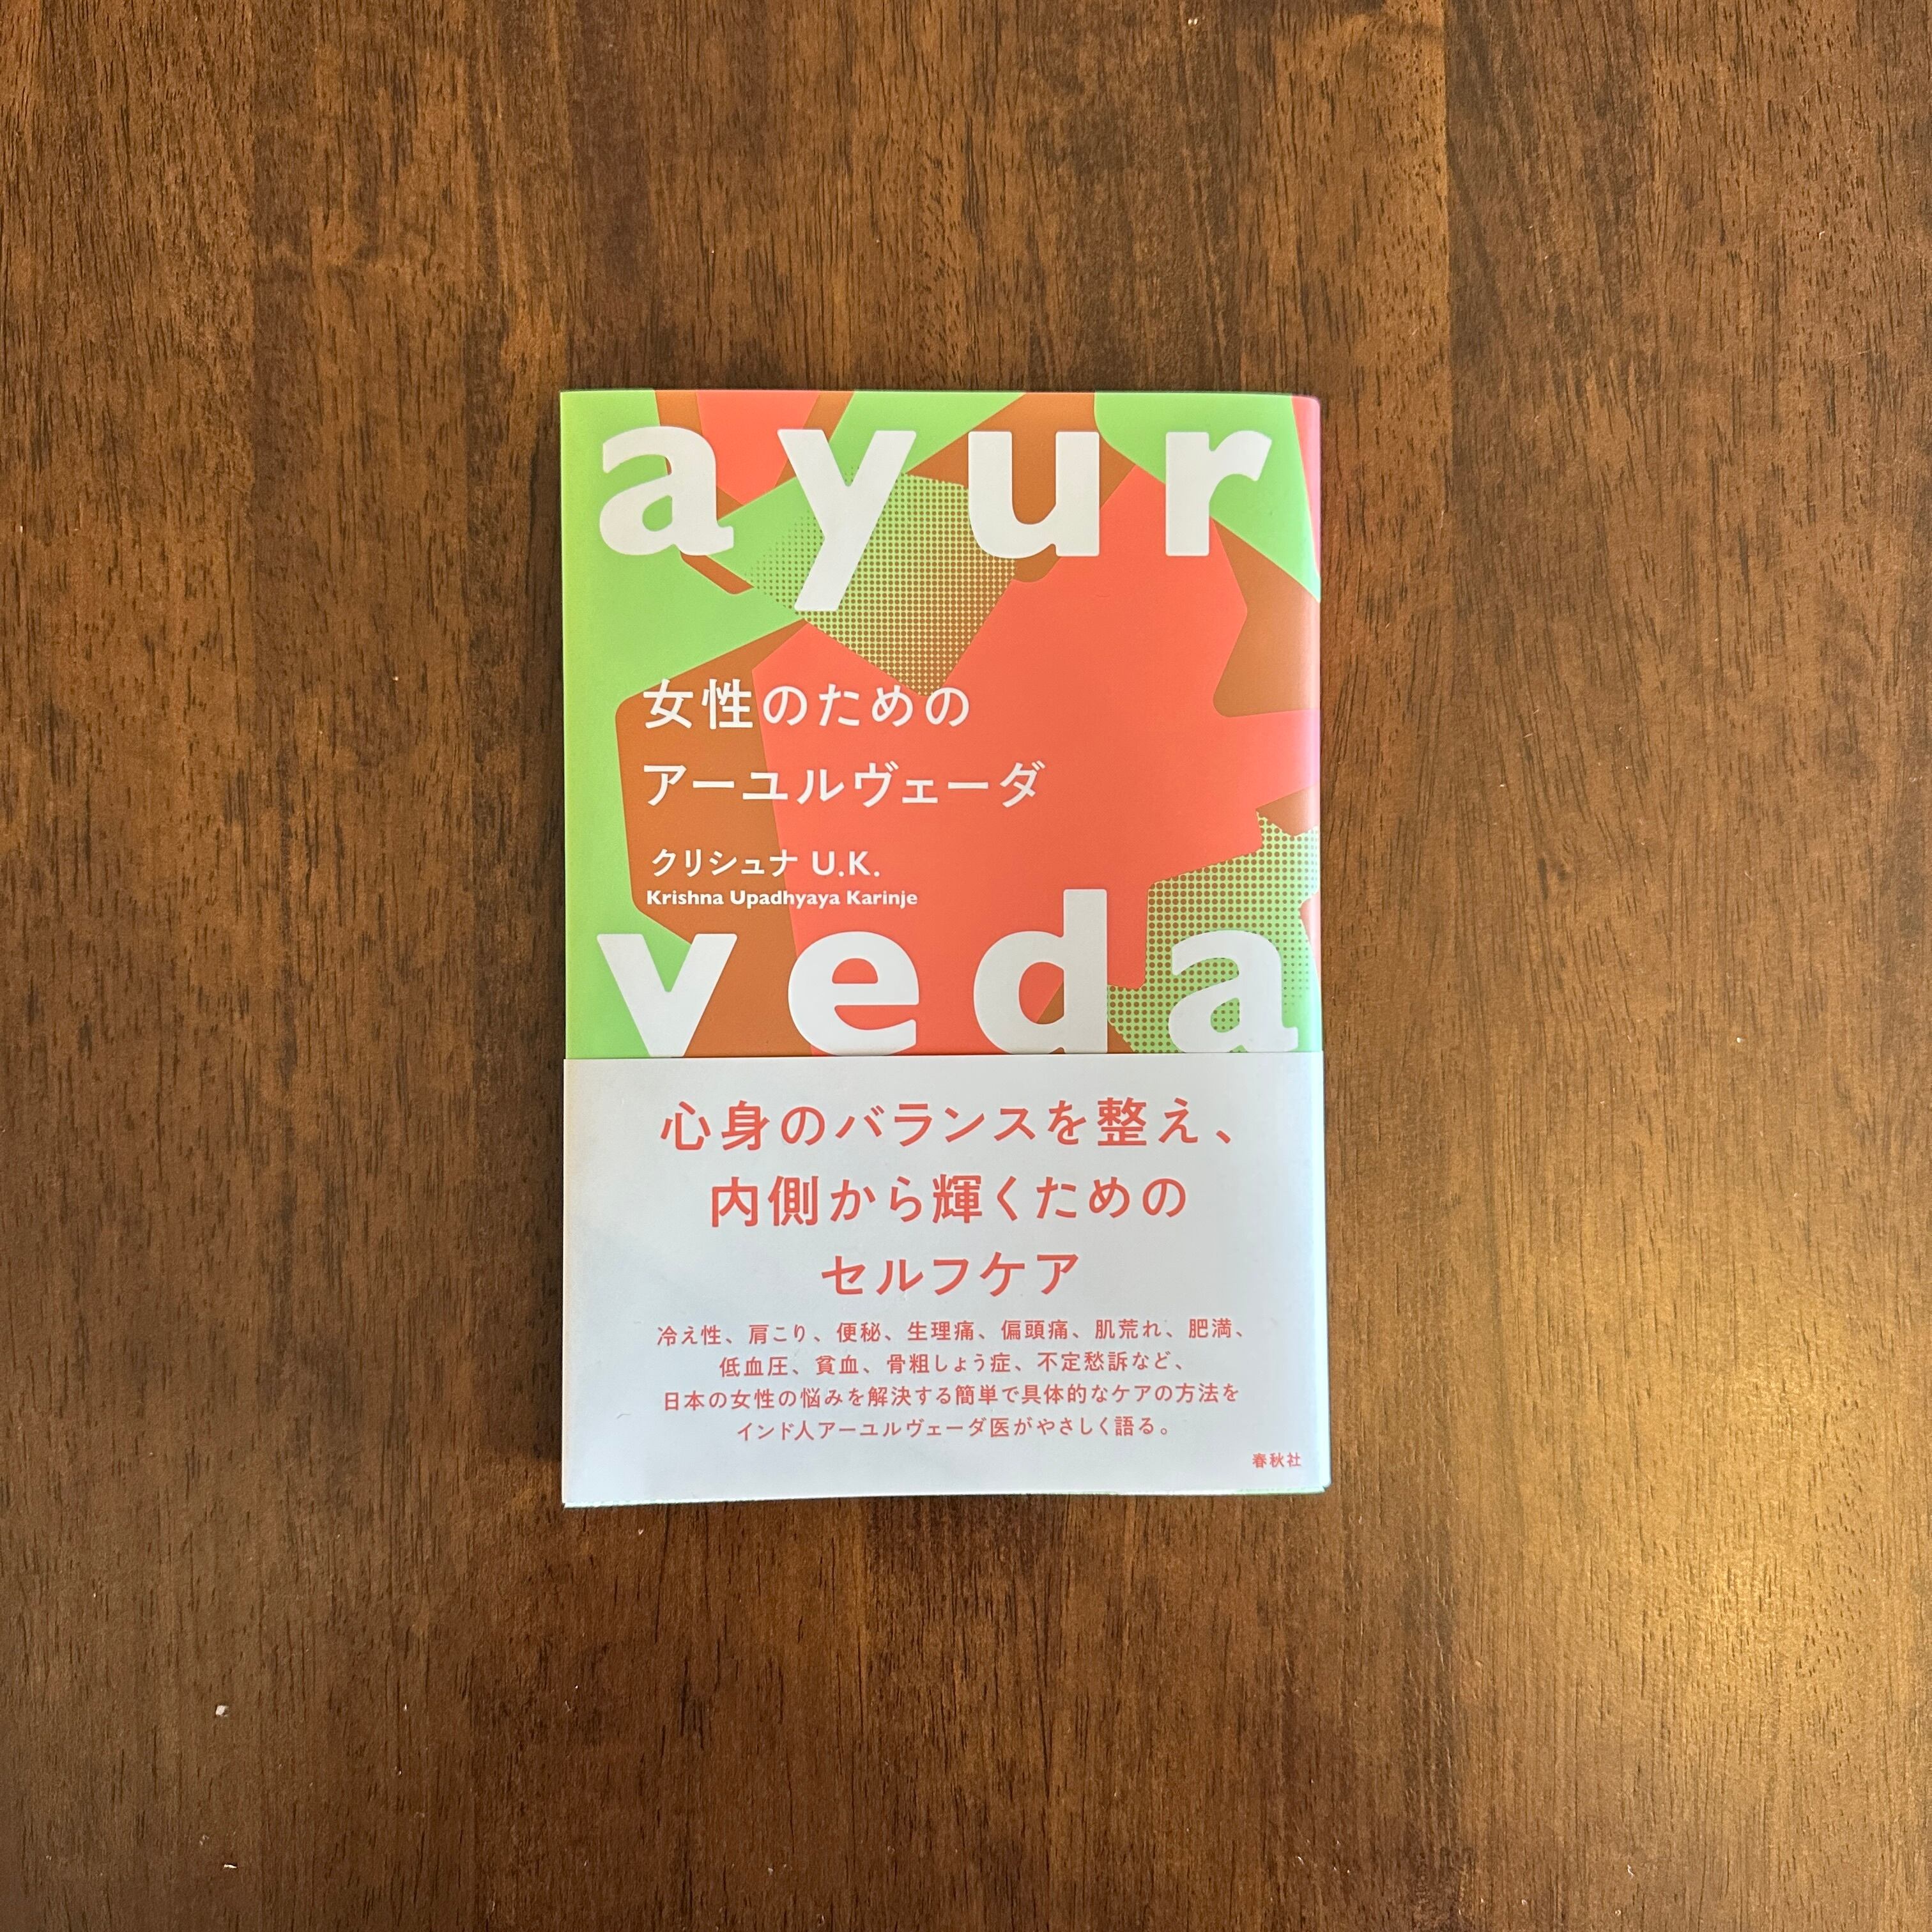 ayur
女性のための
アーユルヴェーダ
クリシュナ U.K.
Krishna Upadhyaya Karinje
veda
心身のバランスを整え、
内側から輝くための
セルフケア
冷え性、肩こり、便秘、生理痛、偏頭痛、肌荒れ、肥満、
低血圧、貧血、骨粗しょう症、不定愁訴など、
日本の女性の悩みを解決する簡単で具体的なケアの方法を
インド人アーユルヴェーダ医がやさしく語る。
春秋社